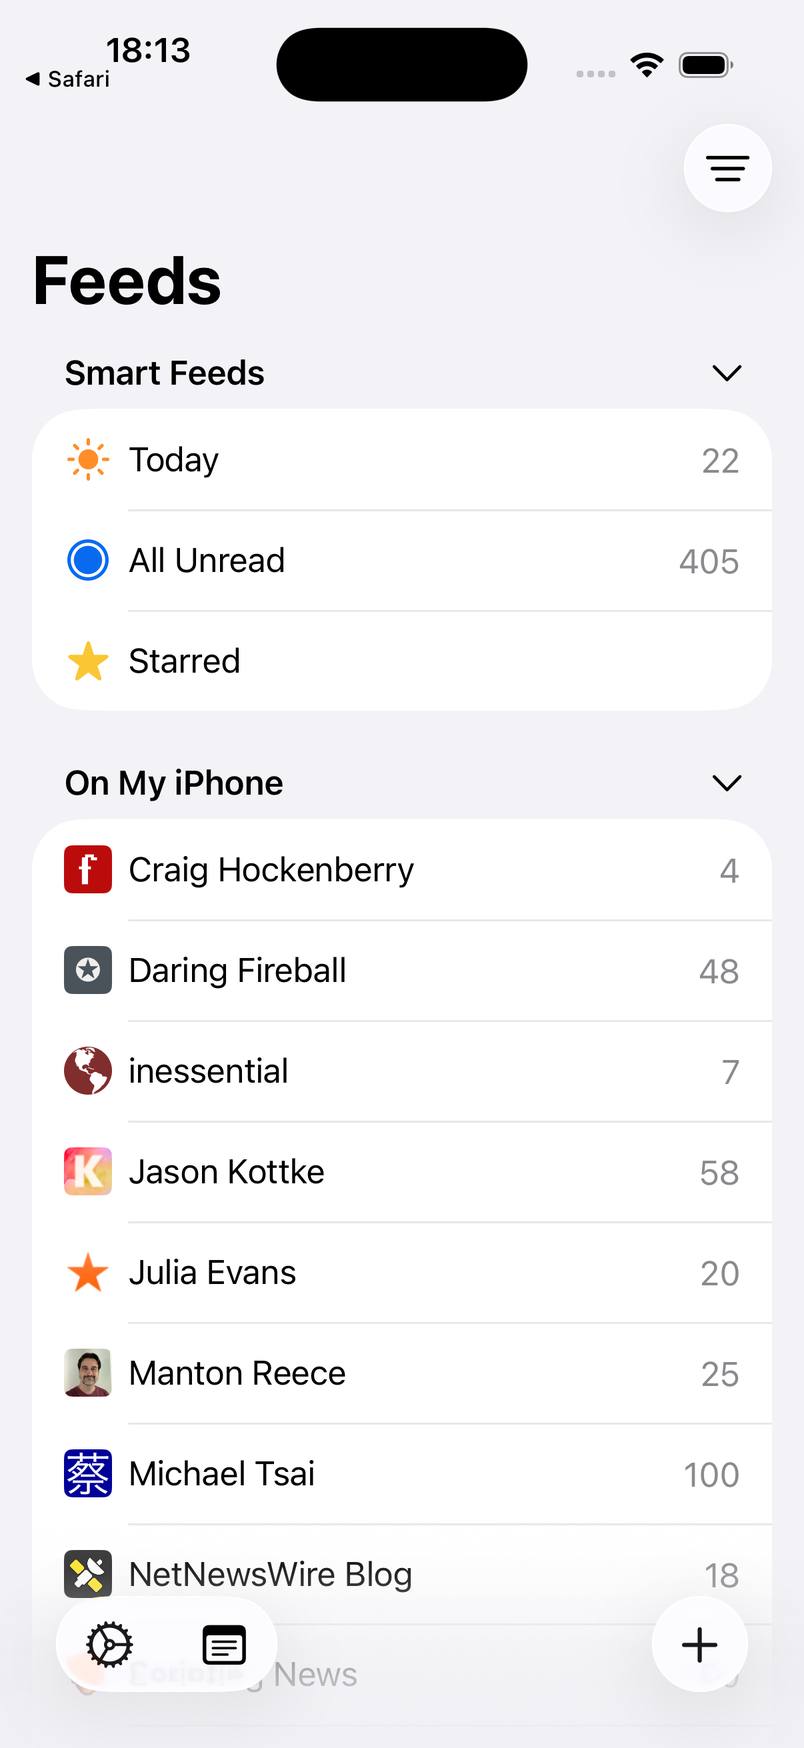 18:13
Safari
Feeds
Smart Feeds
Today 22
All Unread 405
Starred
On My iPhone
f Craig Hockenberry 4
Daring Fireball 48
inessential 7
K Jason Kottke 58
Julia Evans 20
Manton Reece 25
蔡 Michael Tsai 100
NetNewsWire Blog 18
News